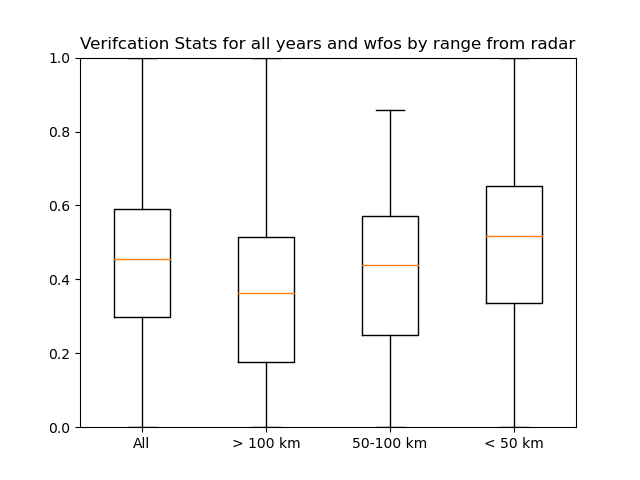 Verifcation Stats for all years and wfos by range from radar
1.0
0.8
0.6
0.4
0.2
0.0
All
> 100 km
50-100 km
< 50 km